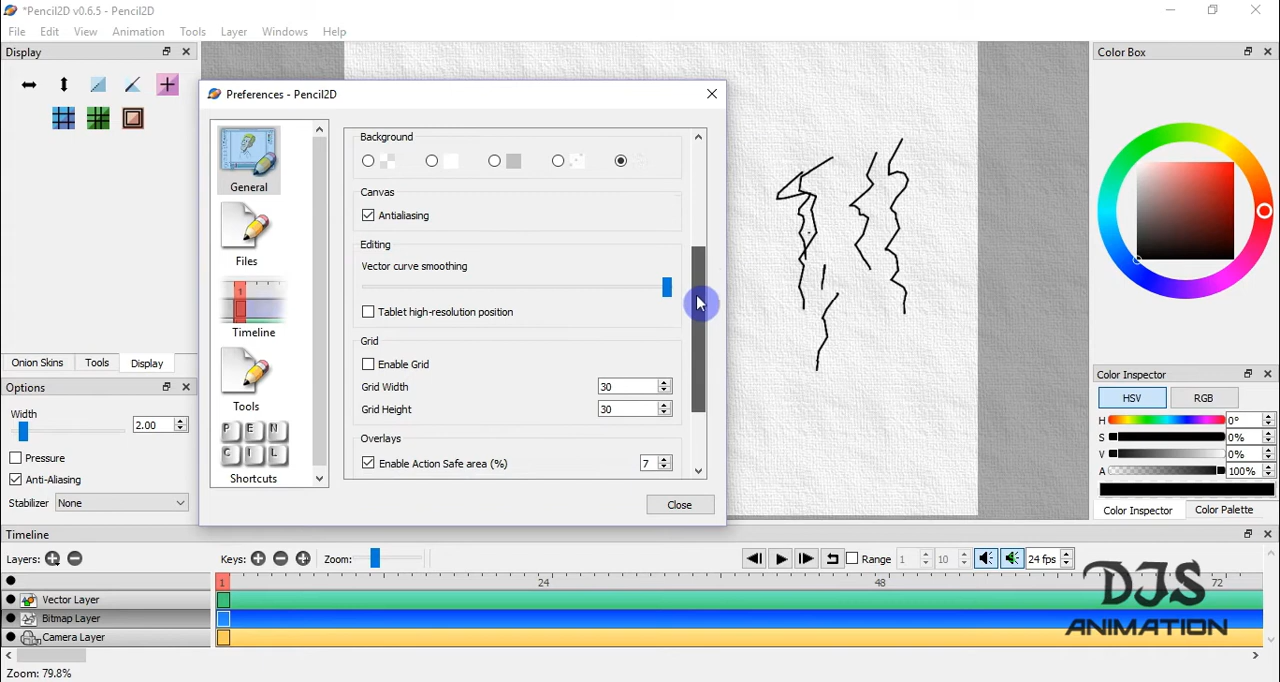 *Pencil2D v0.6.5 - Pencil2D
File Edit View Animation Tools Layer Windows Help
Display
Onion Skins Tools Display
Options
Width
2.00
Pressure
Anti-Aliasing
Stabilizer None
Preferences - Pencil2D
General
Files
1
Timeline
Tools
P E N
C I L
Shortcuts
Background
Canvas
Antialiasing
Editing
Vector curve smoothing
Tablet high-resolution position
Grid
Enable Grid
Grid Width 30
Grid Height 30
Overlays
Enable Action Safe area (%) 7
Close
Color Box
Color Inspector
HSV RGB
H 0°
S 0%
V 0%
A 100%
Color Inspector Color Palette
Timeline
Layers: Keys: Zoom: Range 1 10 24 fps
1 24 48 72
Vector Layer
Bitmap Layer
Camera Layer
DJS
ANIMATION
Zoom: 79.8%